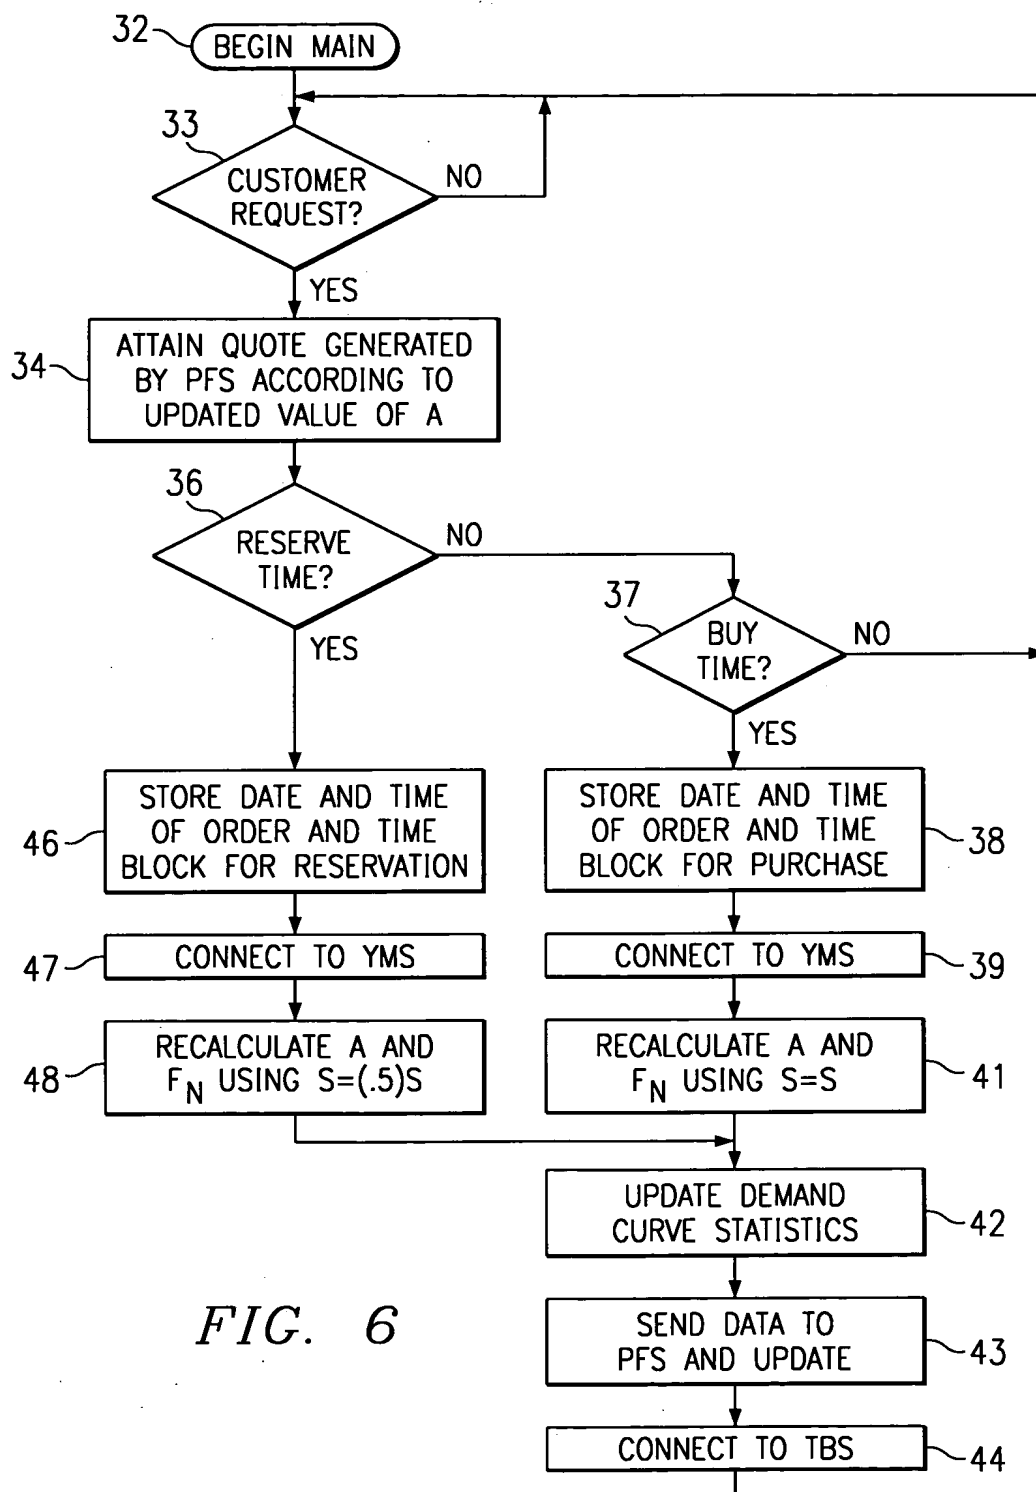 32
BEGIN MAIN
33
CUSTOMER
REQUEST?
NO
YES
34
ATTAIN QUOTE GENERATED
BY PFS ACCORDING TO
UPDATED VALUE OF A
36
RESERVE
TIME?
NO
YES
37
BUY
TIME?
NO
YES
46
STORE DATE AND TIME
OF ORDER AND TIME
BLOCK FOR RESERVATION
STORE DATE AND TIME
OF ORDER AND TIME
BLOCK FOR PURCHASE
38
47
CONNECT TO YMS
CONNECT TO YMS
39
48
RECALCULATE A AND
F_N USING S=(.5)S
RECALCULATE A AND
F_N USING S=S
41
UPDATE DEMAND
CURVE STATISTICS
42
SEND DATA TO
PFS AND UPDATE
43
CONNECT TO TBS
44
FIG. 6